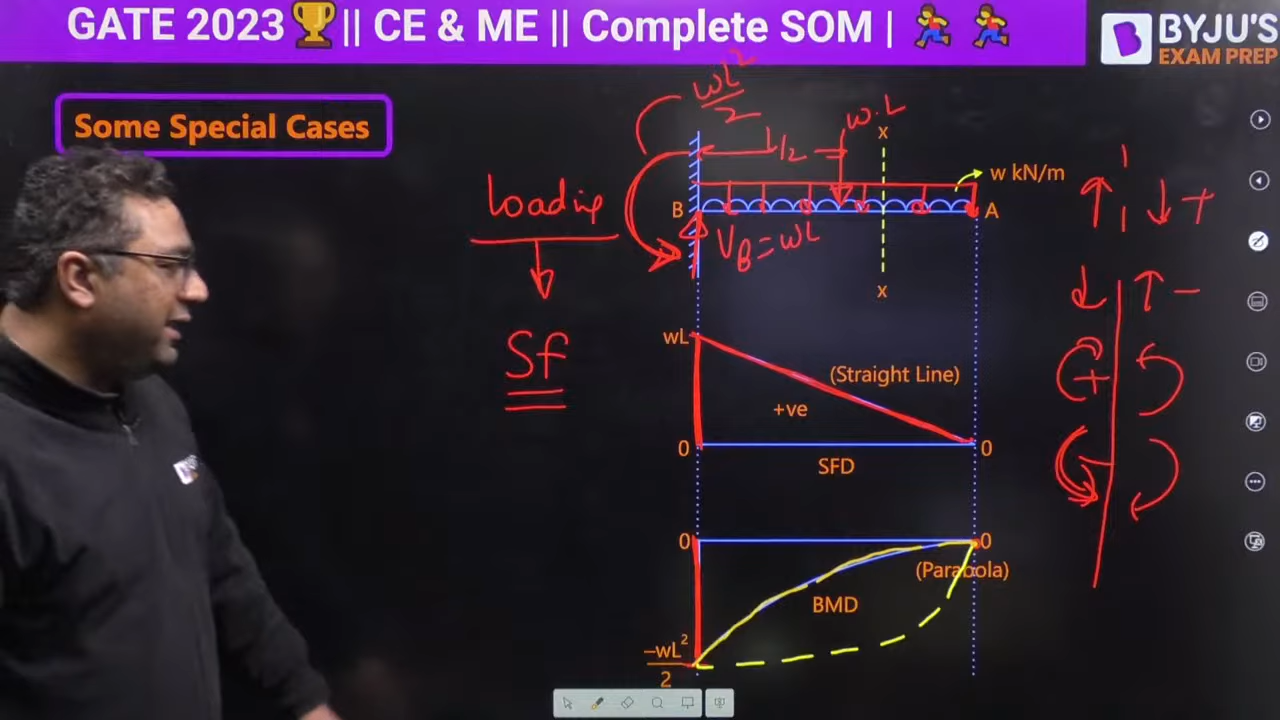 GATE 2023🏆|| CE & ME || Complete SOM | 🏃 🏃
BYJU'S
EXAM PREP
Some Special Cases
wL²/2
w.L
L/2
x
w kN/m
Loading
B
A
V_B = wL
x
↑ ↓ +
↓ ↑ −
+
−
Sf
wL
(Straight Line)
+ve
0
0
SFD
0
0
(Parabola)
BMD
−wL²/2